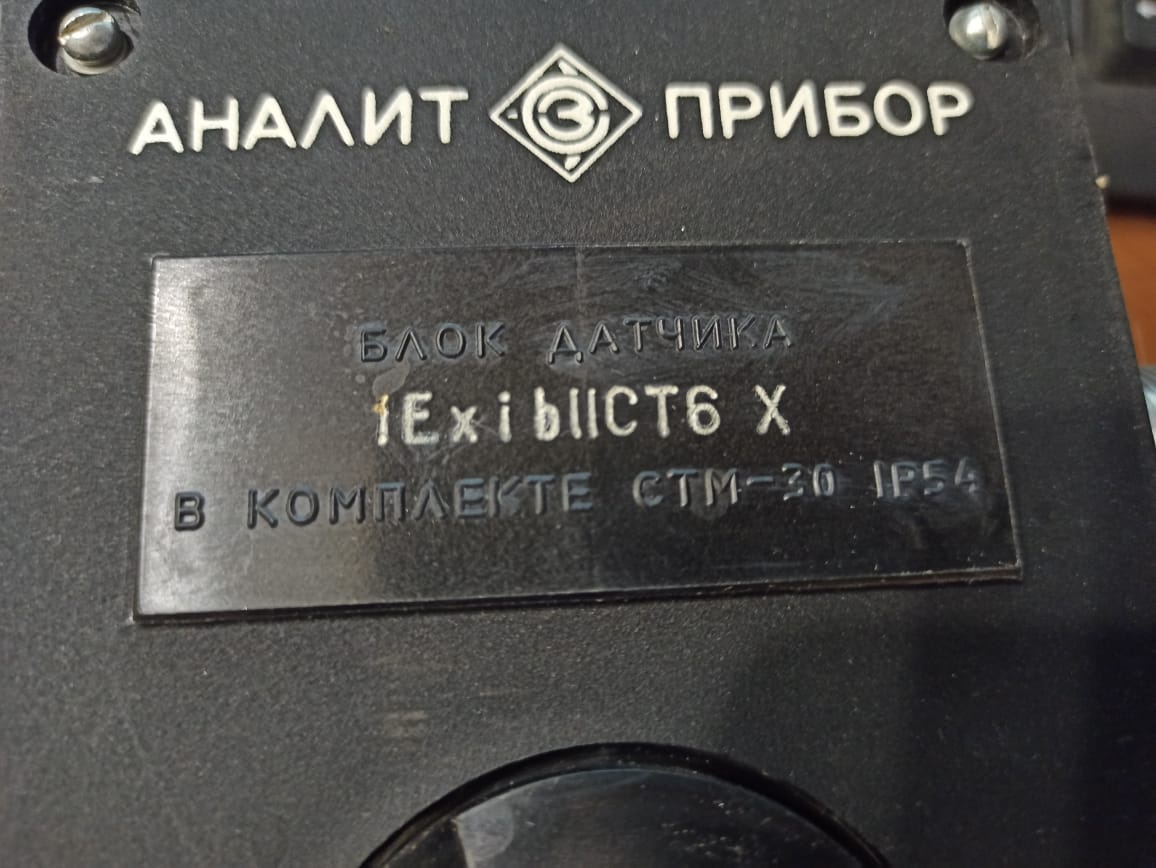 АНАЛИТ ПРИБОР
БЛОК ДАТЧИКА
1ExibIICT6 X
В КОМПЛЕКТЕ СТМ-30 IP54